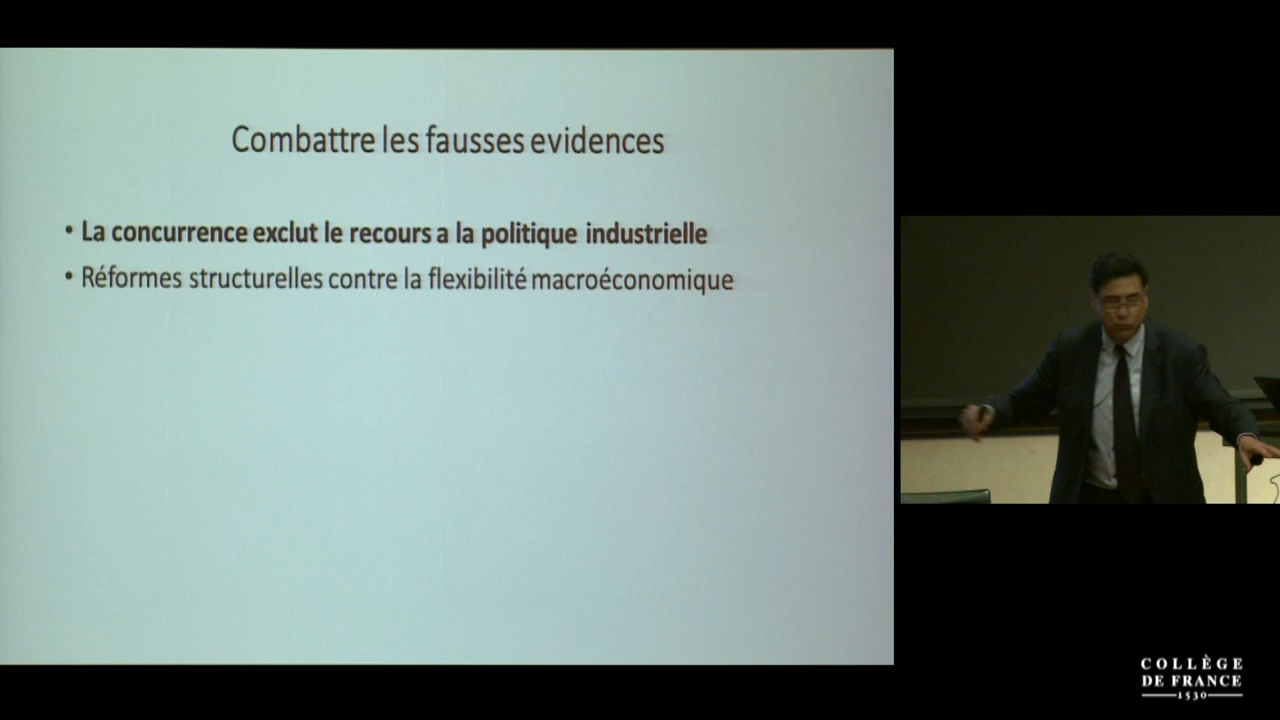 Combattre les fausses evidences
• La concurrence exclut le recours a la politique industrielle
• Réformes structurelles contre la flexibilité macroéconomique
COLLÈGE
DE FRANCE
1530